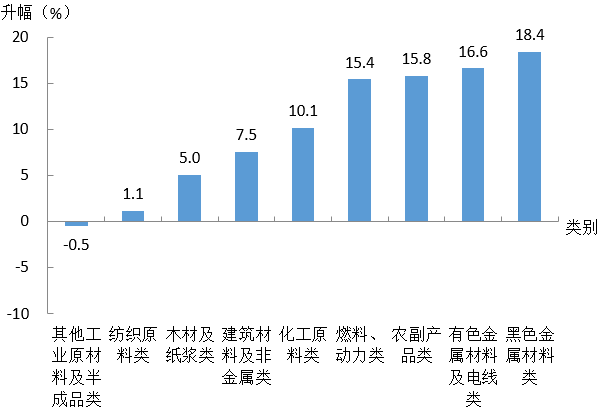 升幅（%）
20
15
10
5
0
-5
-10
-0.5
1.1
5.0
7.5
10.1
15.4
15.8
16.6
18.4
类别
其他工
业原材
料及半
成品类
纺织原
料类
木材及
纸浆类
建筑材
料及非
金属类
化工原
料类
燃料、
动力类
农副产
品类
有色金
属材料
及电线
类
黑色金
属材料
类